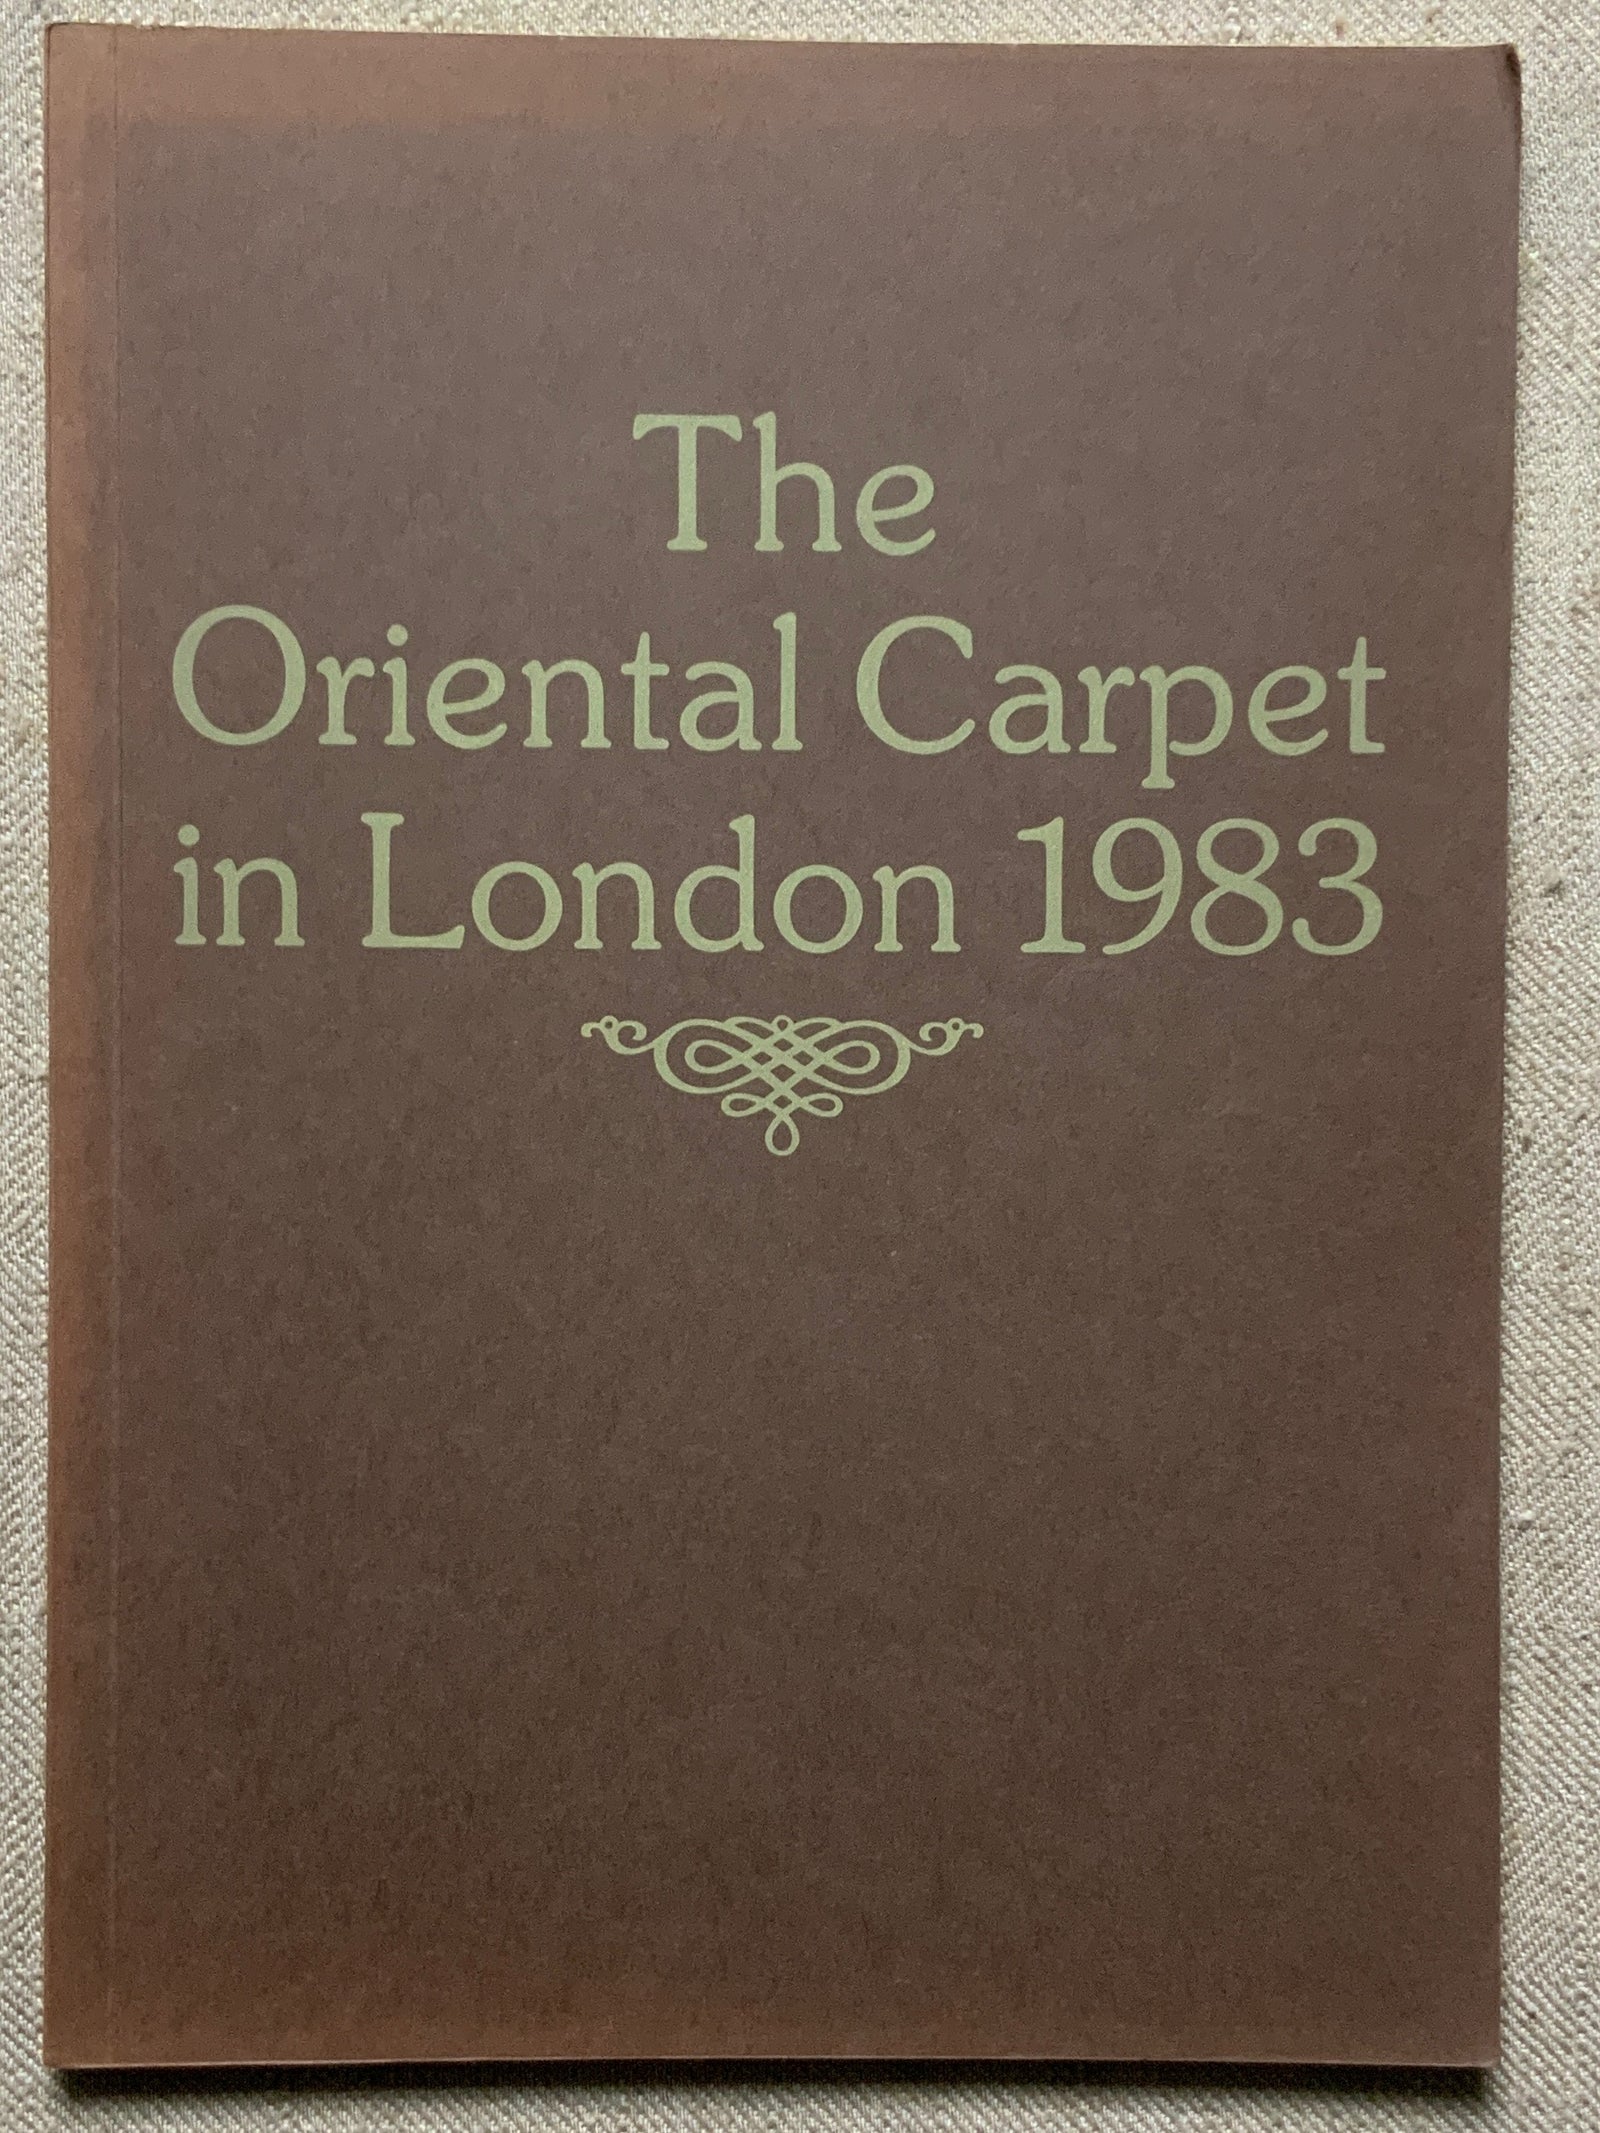 The
Oriental Carpet
in London 1983